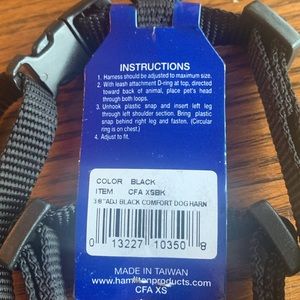 INSTRUCTIONS
1. Harness should be adjusted to maximum size.
2. With leash attachment D-ring at top, directed
toward back of animal, place pet's head
through both loops.
3. Unhook plastic snap and insert left leg
through left shoulder section. Bring plastic
snap behind right leg and fasten. (Circular
ring is on chest.)
4. Adjust to fit.
COLOR BLACK
ITEM CFA XSBK
3/8" ADJ BLACK COMFORT DOG HARN
0 13227 10350 8
MADE IN TAIWAN
www.hamiltonproducts.com
CFA XS